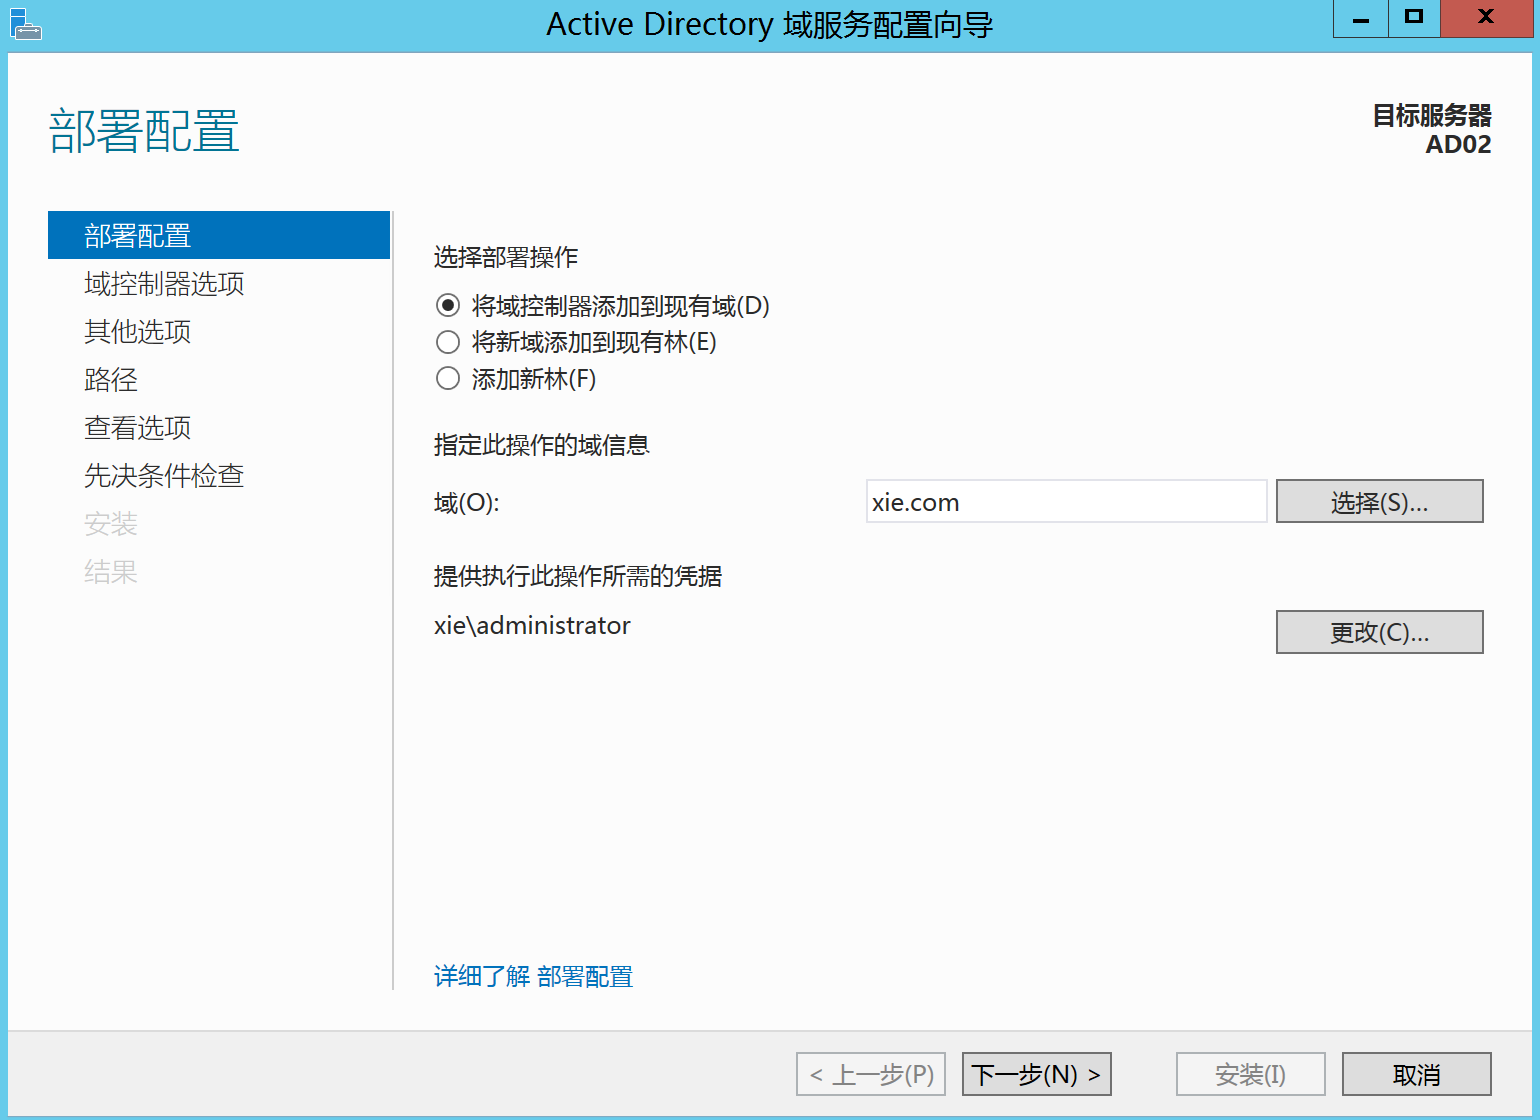 Active Directory 域服务配置向导
部署配置
目标服务器
AD02
部署配置
域控制器选项
其他选项
路径
查看选项
先决条件检查
安装
结果
选择部署操作
将域控制器添加到现有域(D)
将新域添加到现有林(E)
添加新林(F)
指定此操作的域信息
域(O):
xie.com
选择(S)...
提供执行此操作所需的凭据
xie\administrator
更改(C)...
详细了解 部署配置
< 上一步(P)
下一步(N) >
安装(I)
取消